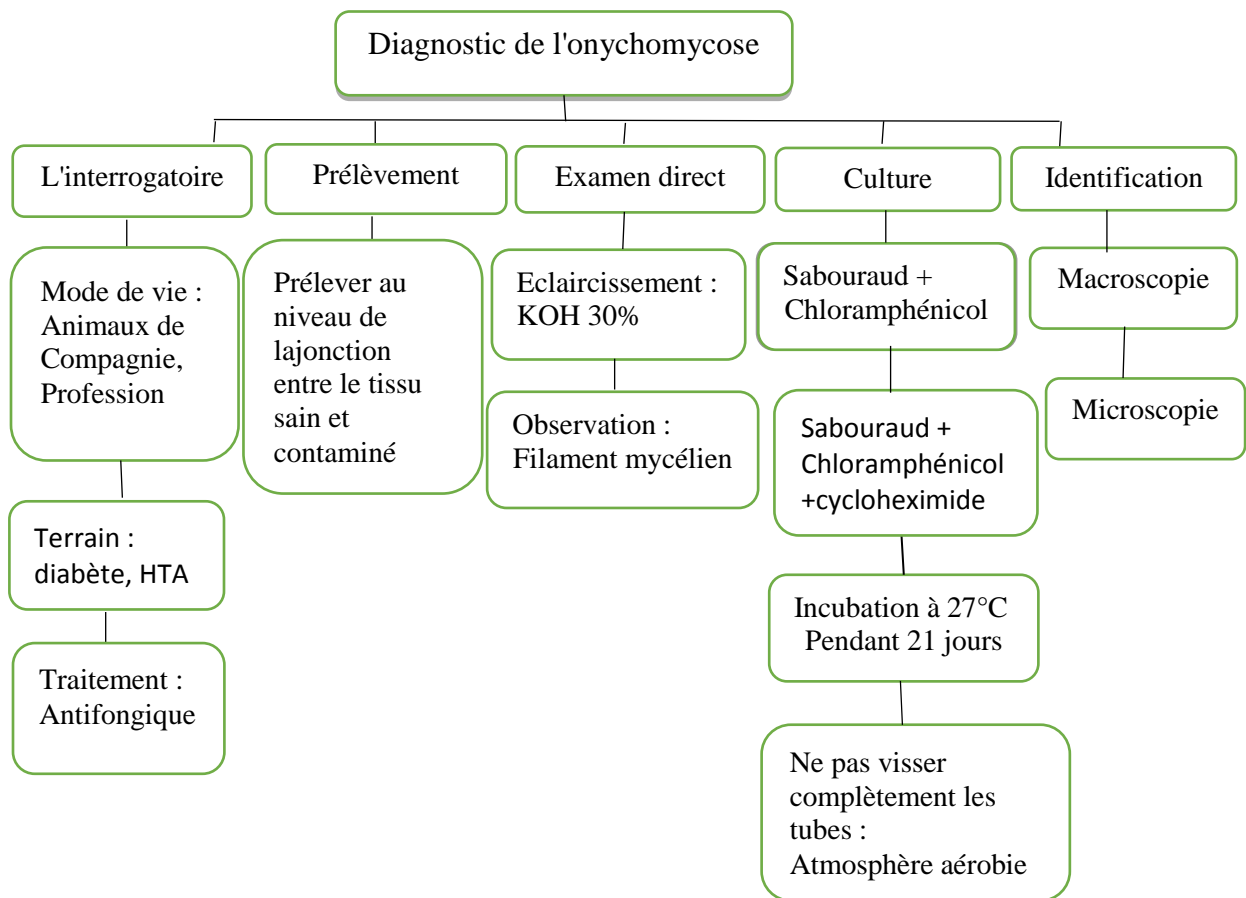 Diagnostic de l'onychomycose
L'interrogatoire
Mode de vie :
Animaux de
Compagnie,
Profession
Terrain :
diabète, HTA
Traitement :
Antifongique
Prélèvement
Prélever au
niveau de
lajonction
entre le tissu
sain et
contaminé
Examen direct
Eclaircissement :
KOH 30%
Observation :
Filament mycélien
Culture
Sabouraud +
Chloramphénicol
Sabouraud +
Chloramphénicol
+cycloheximide
Incubation à 27°C
Pendant 21 jours
Ne pas visser
complètement les
tubes :
Atmosphère aérobie
Identification
Macroscopie
Microscopie